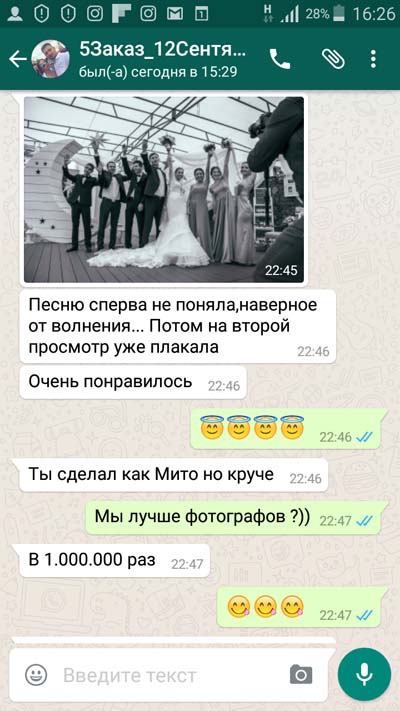 H 28% 16:26
5Заказ_12Сентя...
был(-а) сегодня в 15:29
22:45
Песню сперва не поняла,наверное
от волнения... Потом на второй
просмотр уже плакала
22:46
Очень понравилось 22:46
22:46
Ты сделал как Мито но круче 22:46
Мы лучше фотографов ?)) 22:47
В 1.000.000 раз 22:47
22:47
Введите текст